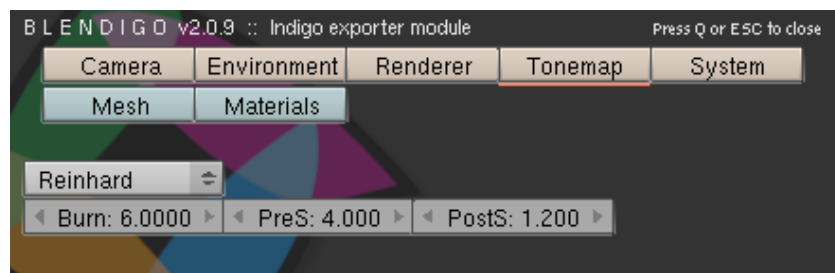 BLENDIGO v2.0.9 :: Indigo exporter module Press Q or ESC to close
Camera Environment Renderer Tonemap System
Mesh Materials
Reinhard
Burn: 6.0000 PreS: 4.000 PostS: 1.200